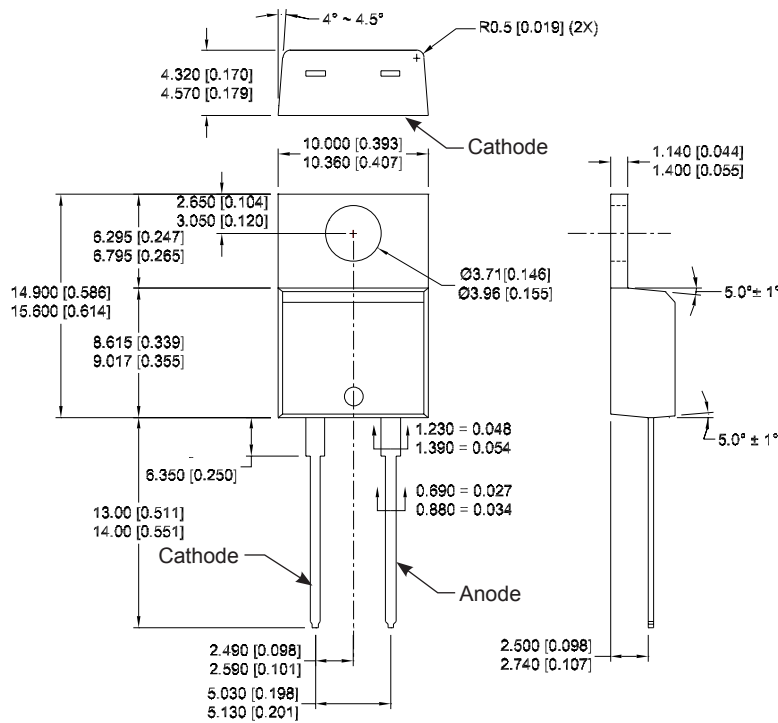 4° ~ 4.5°
R0.5 [0.019] (2X)
4.320 [0.170]
4.570 [0.179]
Cathode
10.000 [0.393]
10.360 [0.407]
1.140 [0.044]
1.400 [0.055]
2.650 [0.104]
3.050 [0.120]
6.295 [0.247]
6.795 [0.265]
Ø3.71[0.146]
Ø3.96 [0.155]
14.900 [0.586]
15.600 [0.614]
5.0°± 1°
8.615 [0.339]
9.017 [0.355]
1.230 = 0.048
1.390 = 0.054
5.0° ± 1°
6.350 [0.250]
0.690 = 0.027
0.880 = 0.034
13.00 [0.511]
14.00 [0.551]
Cathode
Anode
2.490 [0.098]
2.590 [0.101]
2.500 [0.098]
2.740 [0.107]
5.030 [0.198]
5.130 [0.201]